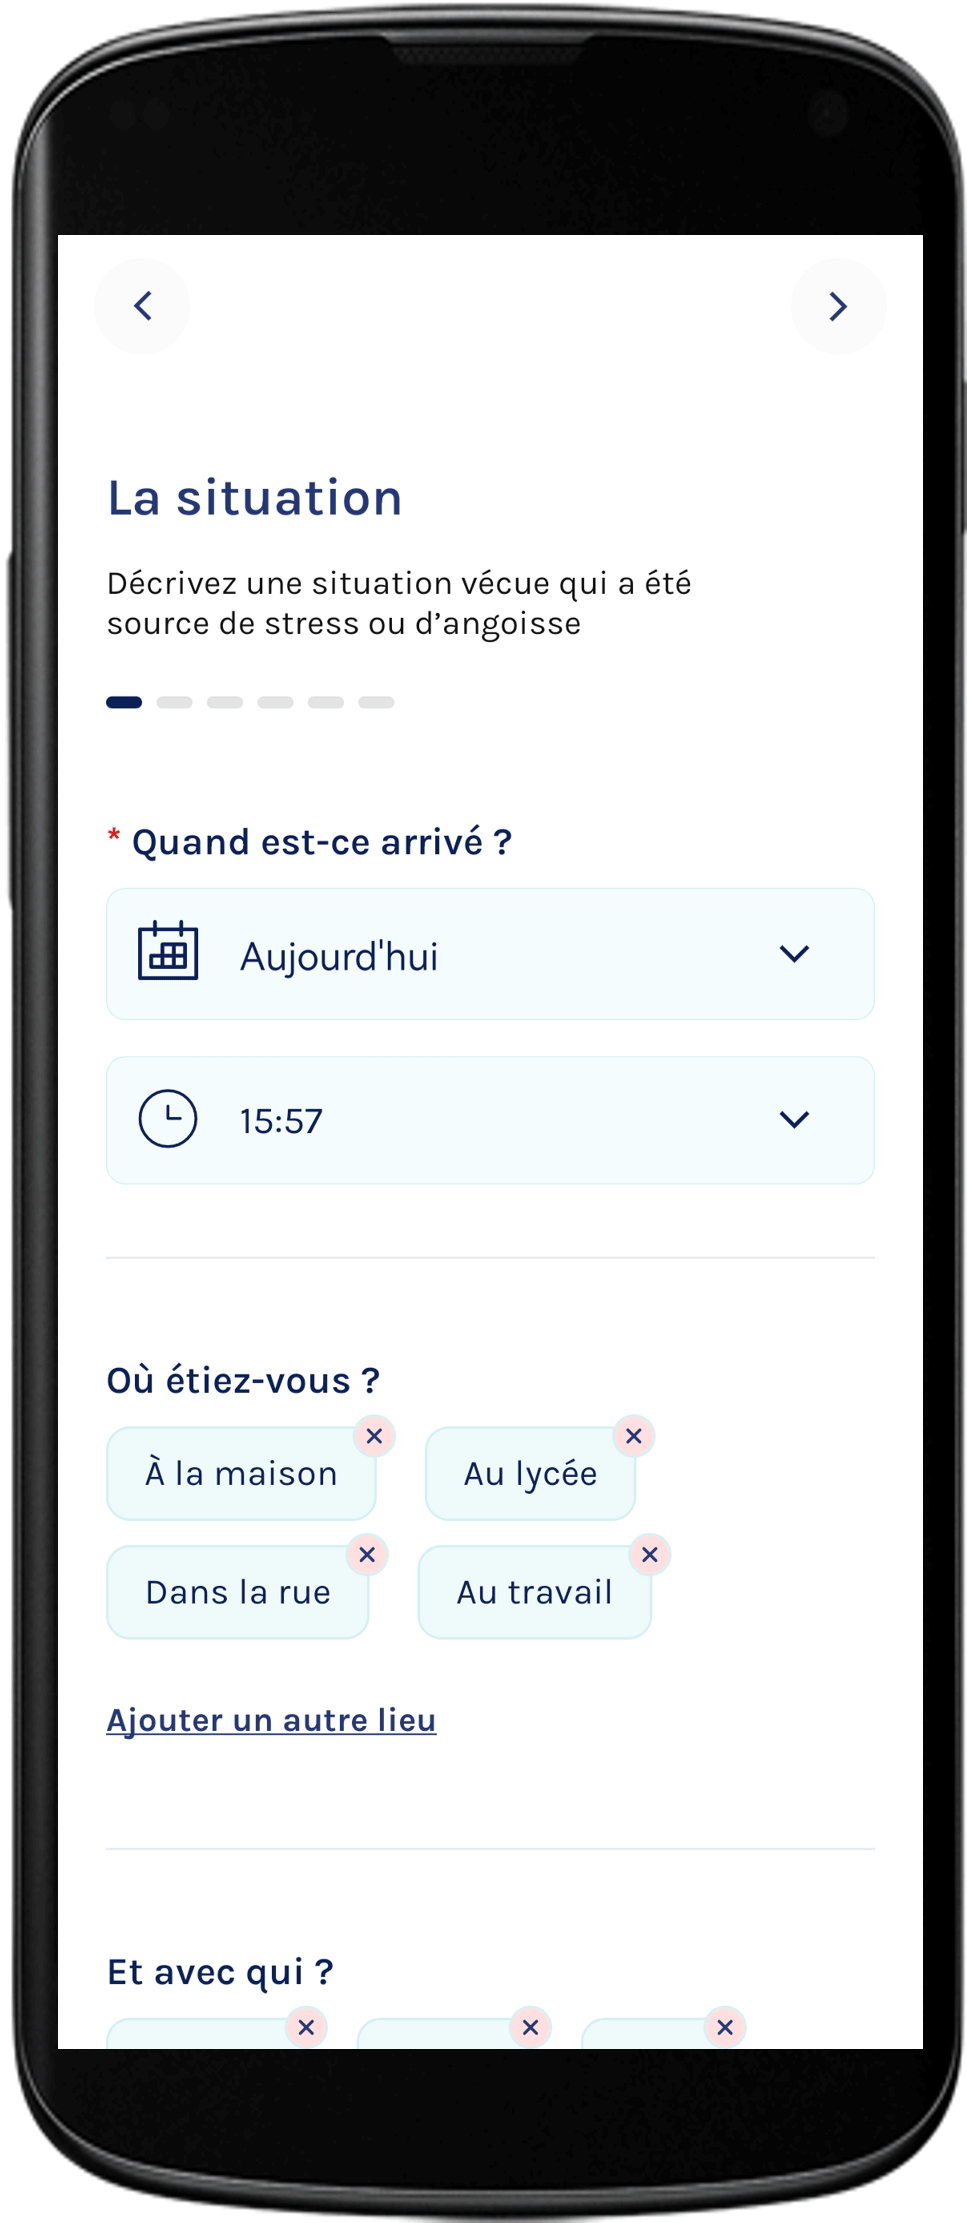 La situation
Décrivez une situation vécue qui a été
source de stress ou d’angoisse
* Quand est-ce arrivé ?
Aujourd'hui
15:57
Où étiez-vous ?
À la maison
Au lycée
Dans la rue
Au travail
Ajouter un autre lieu
Et avec qui ?